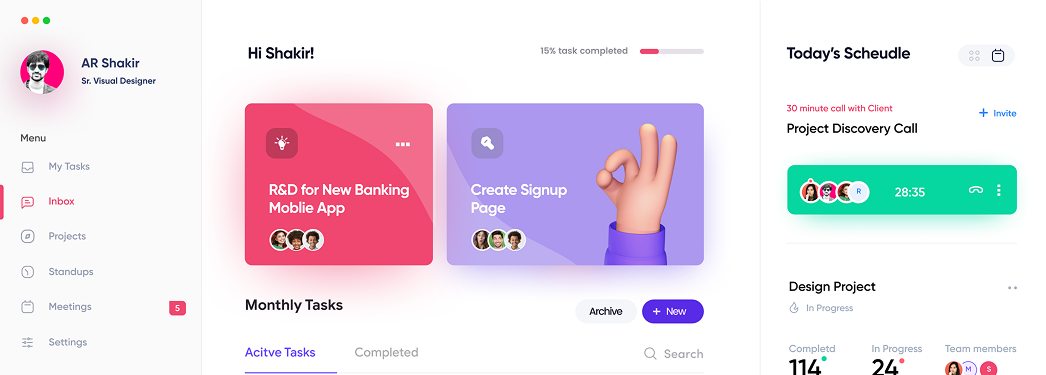 AR Shakir
Sr. Visual Designer
Menu
My Tasks
Inbox
Projects
Standups
Meetings 5
Settings
Hi Shakir!
15% task completed
R&D for New Banking
Moblie App
Create Signup
Page
Monthly Tasks
Archive
+ New
Acitve Tasks
Completed
Search
Today's Scheudle
30 minute call with Client
Project Discovery Call
+ Invite
R
28:35
Design Project
In Progress
Completd
114
In Progress
24
Team members
M
S